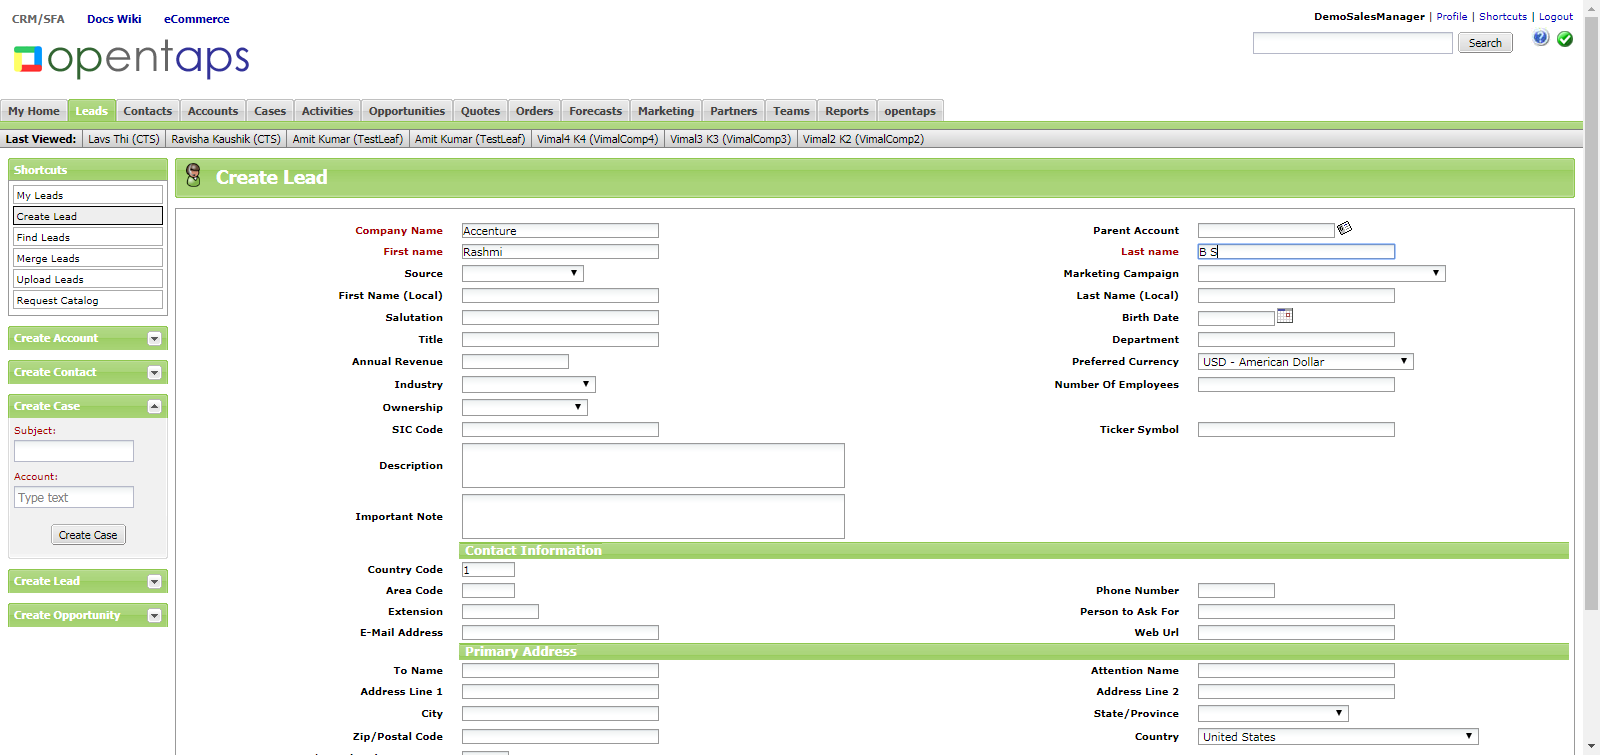 CRM/SFA Docs Wiki eCommerce
DemoSalesManager | Profile | Shortcuts | Logout
opentaps
Search
My Home Leads Contacts Accounts Cases Activities Opportunities Quotes Orders Forecasts Marketing Partners Teams Reports opentaps
Last Viewed: Lavs Thi (CTS) Ravisha Kaushik (CTS) Amit Kumar (TestLeaf) Amit Kumar (TestLeaf) Vimal4 K4 (VimalComp4) Vimal3 K3 (VimalComp3) Vimal2 K2 (VimalComp2)
Shortcuts
My Leads
Create Lead
Find Leads
Merge Leads
Upload Leads
Request Catalog
Create Account
Create Contact
Create Case
Subject:
Account:
Type text
Create Case
Create Lead
Create Opportunity
Create Lead
Company Name Accenture Parent Account
First name Rashmi Last name B S
Source Marketing Campaign
First Name (Local) Last Name (Local)
Salutation Birth Date
Title Department
Annual Revenue Preferred Currency USD - American Dollar
Industry Number Of Employees
Ownership
SIC Code Ticker Symbol
Description
Important Note
Contact Information
Country Code 1
Area Code Phone Number
Extension Person to Ask For
E-Mail Address Web Url
Primary Address
To Name Attention Name
Address Line 1 Address Line 2
City State/Province
Zip/Postal Code Country United States